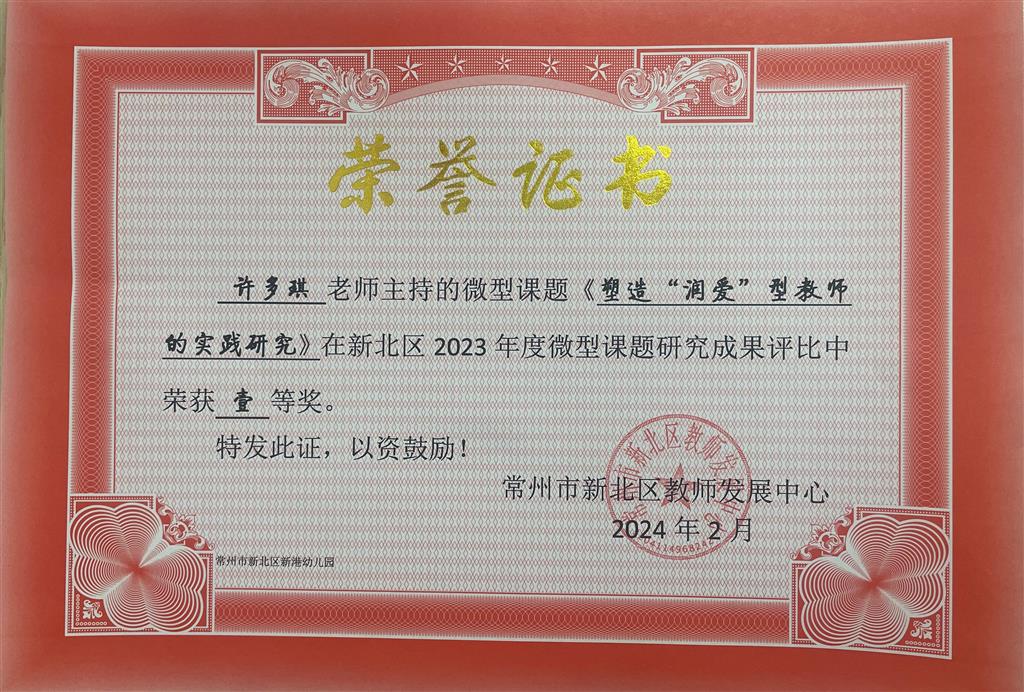 荣誉证书
许多琪老师主持的微型课题《塑造“润爱”型教师
的实践研究》在新北区 2023 年度微型课题研究成果评比中
荣获壹等奖。
特发此证，以资鼓励！
常州市新北区教师发展中心
2024 年 2 月
常州市新北区新港幼儿园